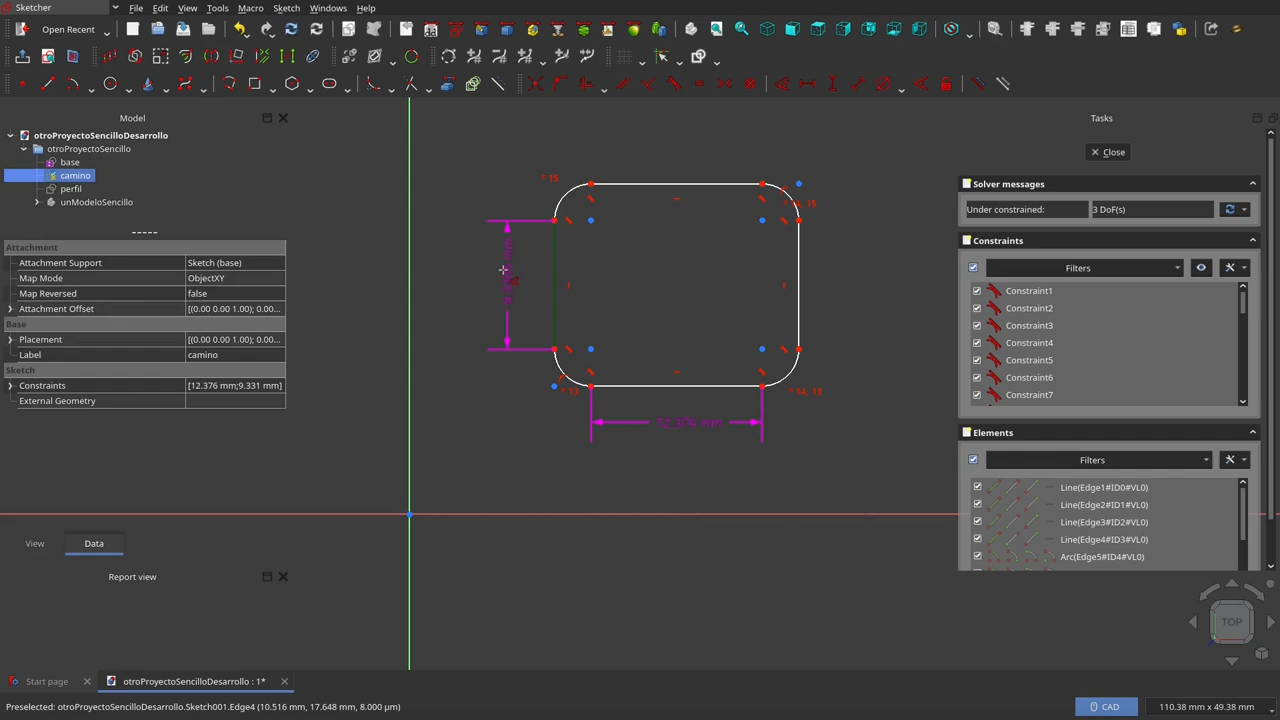 Sketcher
File Edit View Tools Macro Sketch Windows Help
Open Recent
Model
otroProyectoSencilloDesarrollo
otroProyectoSencillo
base
camino
perfil
unModeloSencillo
Attachment
Attachment Support Sketch (base)
Map Mode ObjectXY
Map Reversed false
Attachment Offset [(0.00 0.00 1.00); 0.00...
Base
Placement [(0.00 0.00 1.00); 0.00...
Label camino
Sketch
Constraints [12.376 mm;9.331 mm]
External Geometry
View Data
Report view
15
14, 15
13
14, 13
Tasks
Close
Solver messages
Under constrained: 3 DoF(s)
Constraints
Filters
Constraint1
Constraint2
Constraint3
Constraint4
Constraint5
Constraint6
Constraint7
Elements
Filters
Line(Edge1#ID0#VL0)
Line(Edge2#ID1#VL0)
Line(Edge3#ID2#VL0)
Line(Edge4#ID3#VL0)
Arc(Edge5#ID4#VL0)
TOP
Start page otroProyectoSencilloDesarrollo : 1*
Preselected: otroProyectoSencilloDesarrollo.Sketch001.Edge4 (10.516 mm, 17.648 mm, 8.000 µm)
CAD 110.38 mm x 49.38 mm